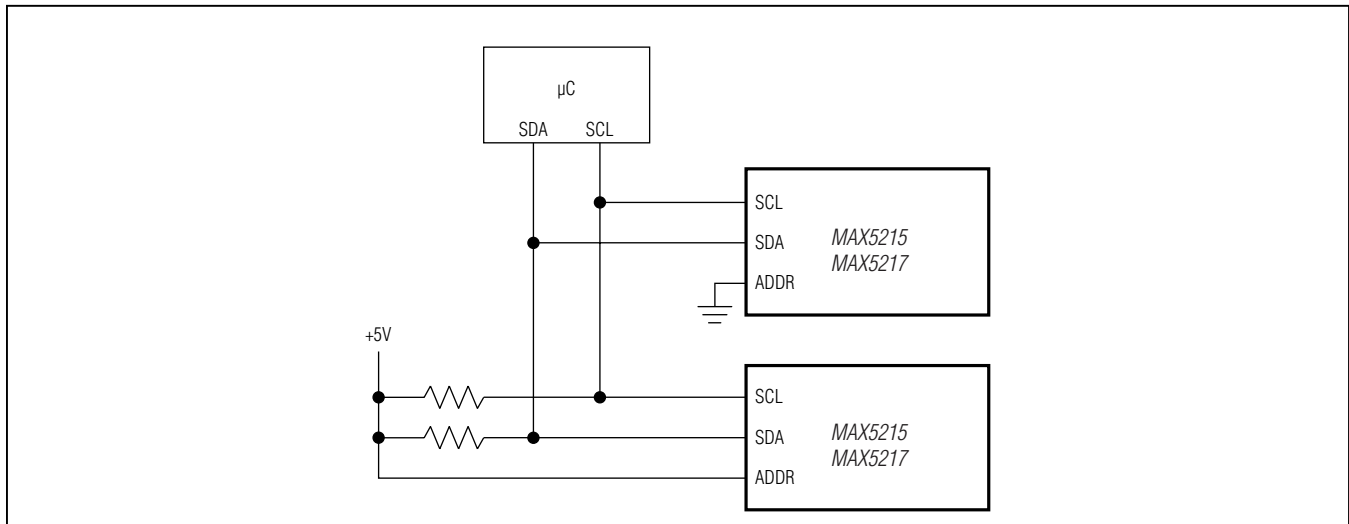 µC
SDA SCL
SCL
SDA
ADDR
MAX5215
MAX5217
+5V
SCL
SDA
ADDR
MAX5215
MAX5217